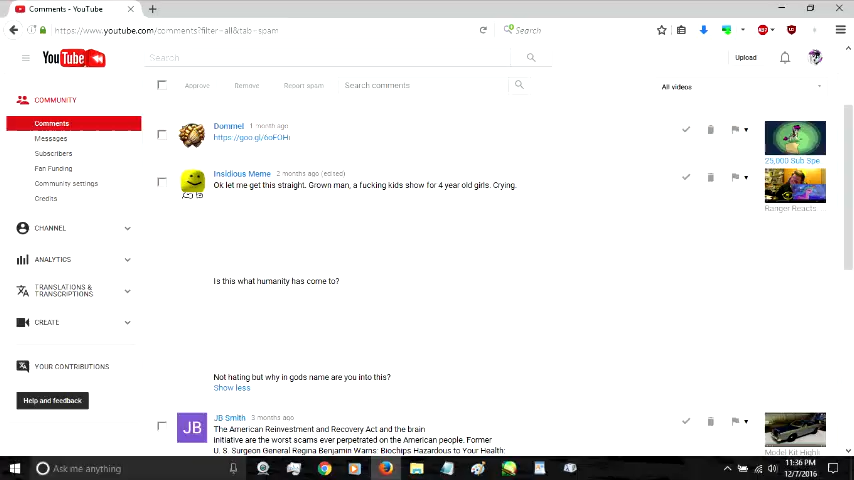 Comments - YouTube
https://www.youtube.com/comments?filter=all&tab=spam
Search
YouTube
Search
Upload
Approve Remove Report spam Search comments All videos
COMMUNITY
Comments
Messages
Subscribers
Fan Funding
Community settings
Credits
CHANNEL
ANALYTICS
TRANSLATIONS &
TRANSCRIPTIONS
CREATE
YOUR CONTRIBUTIONS
Help and feedback
Dommel 1 month ago
25,000 Sub Spe...
Insidious Meme 2 months ago (edited)
Ok let me get this straight. Grown man, a fucking kids show for 4 year old girls. Crying.
Ranger Reacts ...
Is this what humanity has come to?
Not hating but why in gods name are you into this?
Show less
JB
JB Smith 3 months ago
The American Reinvestment and Recovery Act and the brain
initiative are the worst scams ever perpetrated on the American people. Former
U. S. Surgeon General Regina Benjamin Warns: Biochips Hazardous to Your Health:
Model Kit Highli
Ask me anything
11:36 PM
12/7/2016